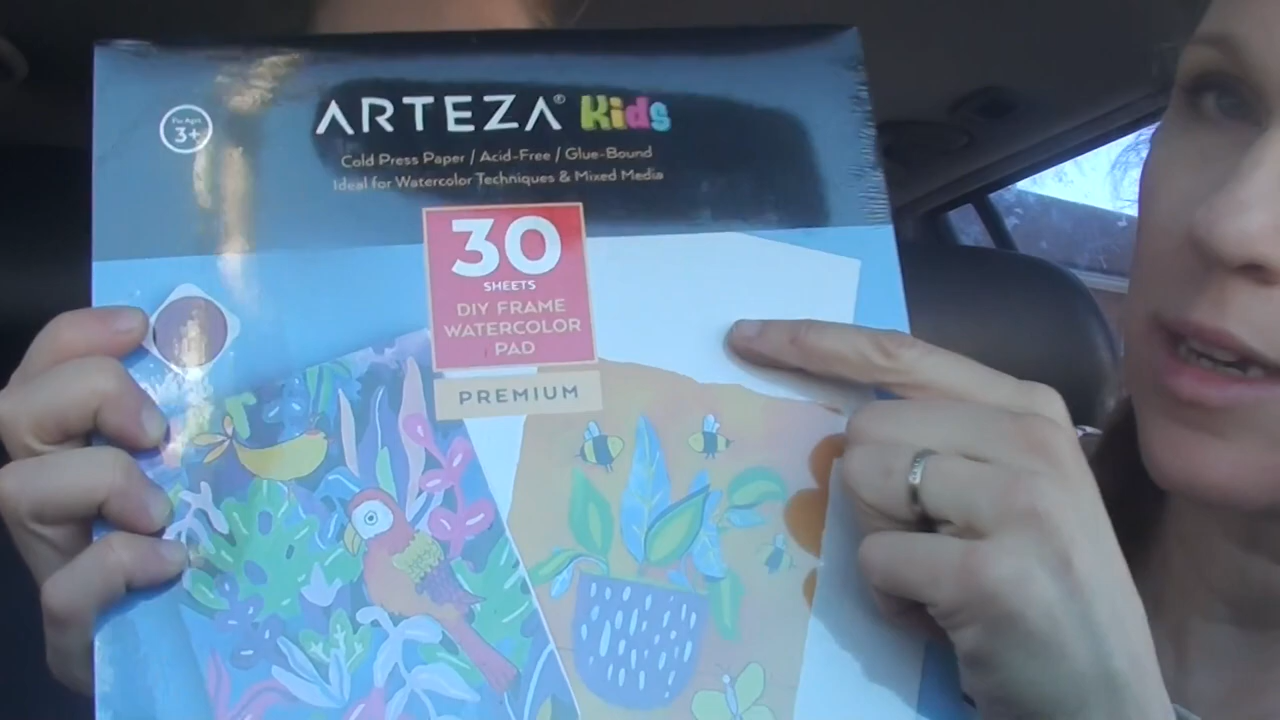 ARTEZA® Kids
For Ages
3+
Cold Press Paper / Acid-Free / Glue-Bound
Ideal for Watercolor Techniques & Mixed Media
30
SHEETS
DIY FRAME
WATERCOLOR
PAD
PREMIUM